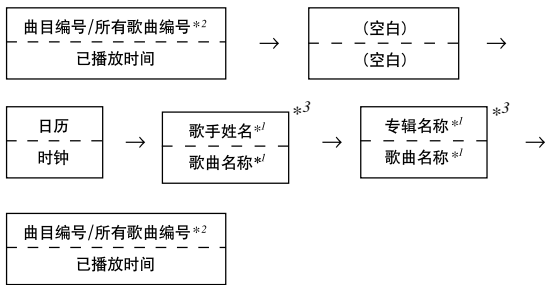 曲目编号/所有歌曲编号*2
已播放时间
→
（空白）
（空白）
→
日历
时钟
→
歌手姓名*1
歌曲名称*1
*3
→
专辑名称*1
歌曲名称*1
*3
→
曲目编号/所有歌曲编号*2
已播放时间